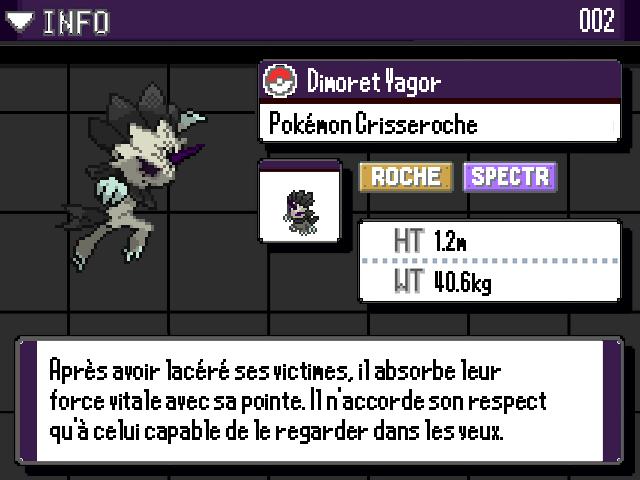 INFO
002
Dimoret Yagor
Pokémon Crisseroche
ROCHE
SPECTR
HT 1.2m
WT 40.6kg
Après avoir lacéré ses victimes, il absorbe leur
force vitale avec sa pointe. Il n'accorde son respect
qu'à celui capable de le regarder dans les yeux.